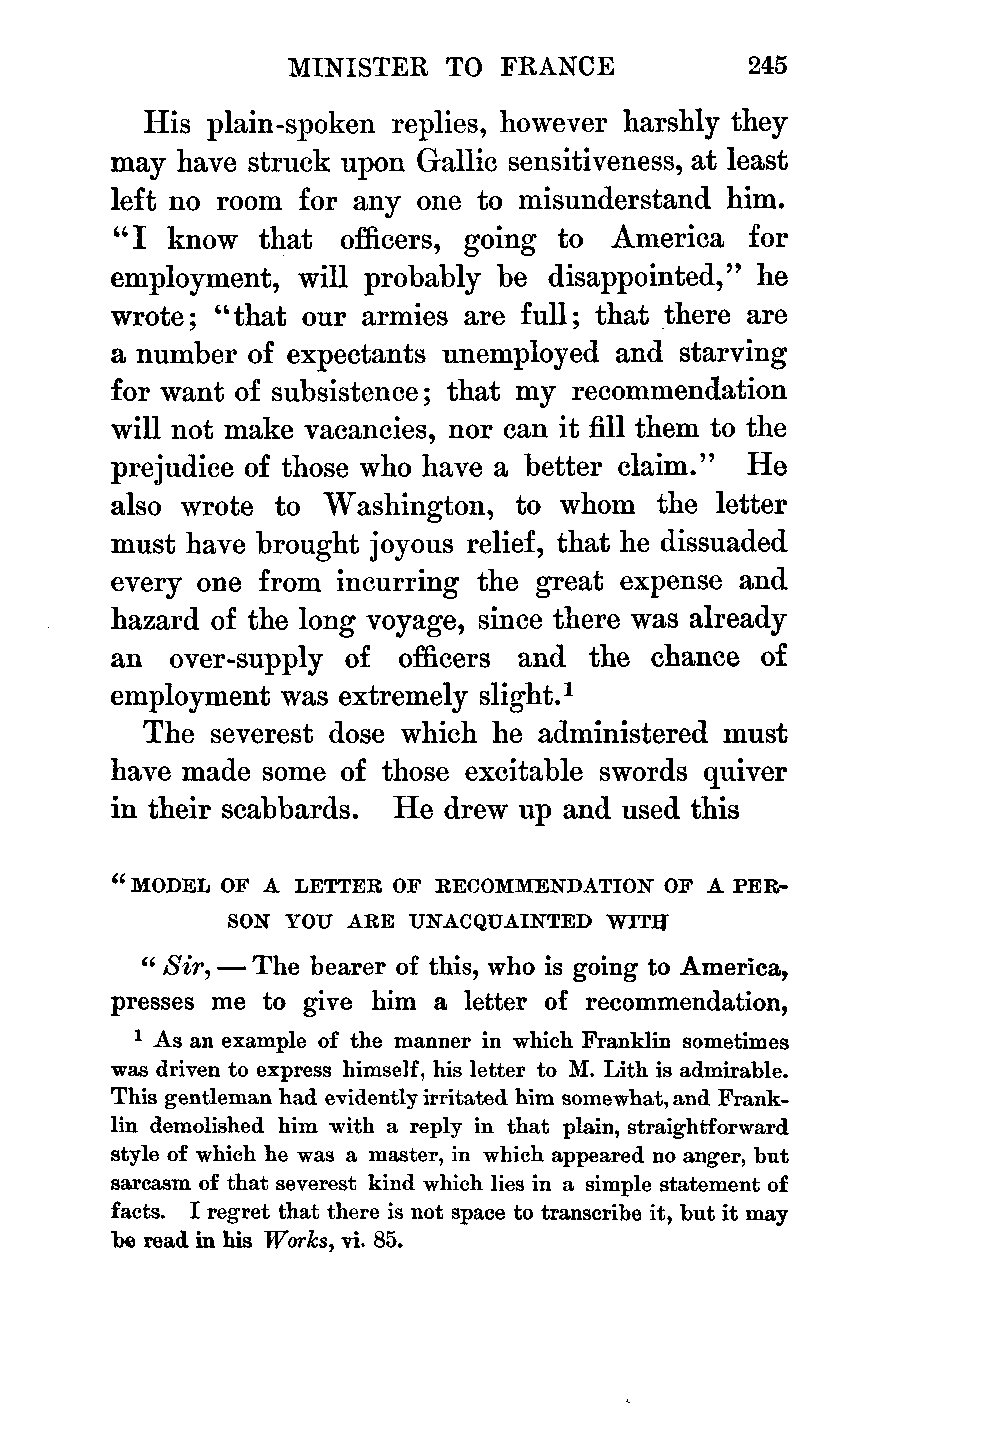 MINISTER TO FRANCE 245
His plain-spoken replies, however harshly they
may have struck upon Gallic sensitiveness, at least
left no room for any one to misunderstand him.
“I know that officers, going to America for
employment, will probably be disappointed,” he
wrote; “that our armies are full; that there are
a number of expectants unemployed and starving
for want of subsistence; that my recommendation
will not make vacancies, nor can it fill them to the
prejudice of those who have a better claim.” He
also wrote to Washington, to whom the letter
must have brought joyous relief, that he dissuaded
every one from incurring the great expense and
hazard of the long voyage, since there was already
an over-supply of officers and the chance of
employment was extremely slight.¹
The severest dose which he administered must
have made some of those excitable swords quiver
in their scabbards. He drew up and used this
“MODEL OF A LETTER OF RECOMMENDATION OF A PER-
SON YOU ARE UNACQUAINTED WITH
“Sir, — The bearer of this, who is going to America,
presses me to give him a letter of recommendation,
¹ As an example of the manner in which Franklin sometimes
was driven to express himself, his letter to M. Lith is admirable.
This gentleman had evidently irritated him somewhat, and Frank-
lin demolished him with a reply in that plain, straightforward
style of which he was a master, in which appeared no anger, but
sarcasm of that severest kind which lies in a simple statement of
facts. I regret that there is not space to transcribe it, but it may
be read in his Works, vi. 85.